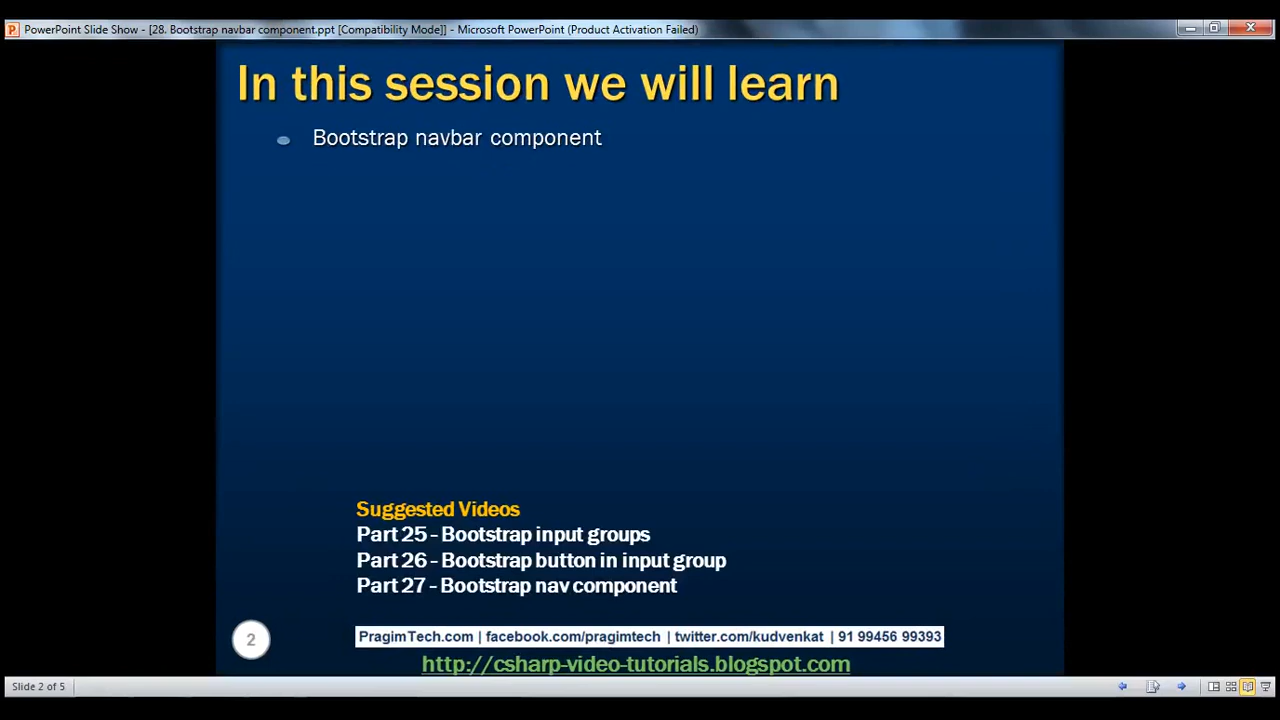 PowerPoint Slide Show - [28. Bootstrap navbar component.ppt [Compatibility Mode]] - Microsoft PowerPoint (Product Activation Failed)
In this session we will learn
Bootstrap navbar component
Suggested Videos
Part 25 - Bootstrap input groups
Part 26 - Bootstrap button in input group
Part 27 - Bootstrap nav component
2
PragimTech.com | facebook.com/pragimtech | twitter.com/kudvenkat | 91 99456 99393
http://csharp-video-tutorials.blogspot.com
Slide 2 of 5